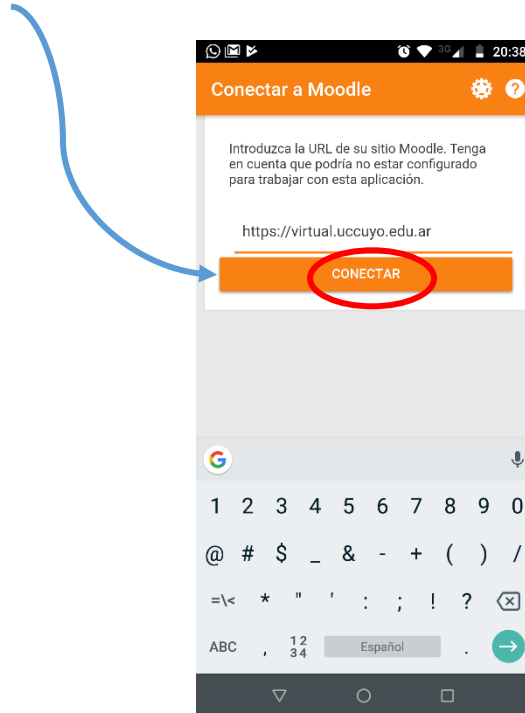 3G 20:38
Conectar a Moodle ?
Introduzca la URL de su sitio Moodle. Tenga
en cuenta que podría no estar configurado
para trabajar con esta aplicación.
https://virtual.uccuyo.edu.ar
CONECTAR
G
1 2 3 4 5 6 7 8 9 0
@ # $ _ & - + ( ) /
=\< * " ' : ; ! ?
ABC , 12 34 Español .